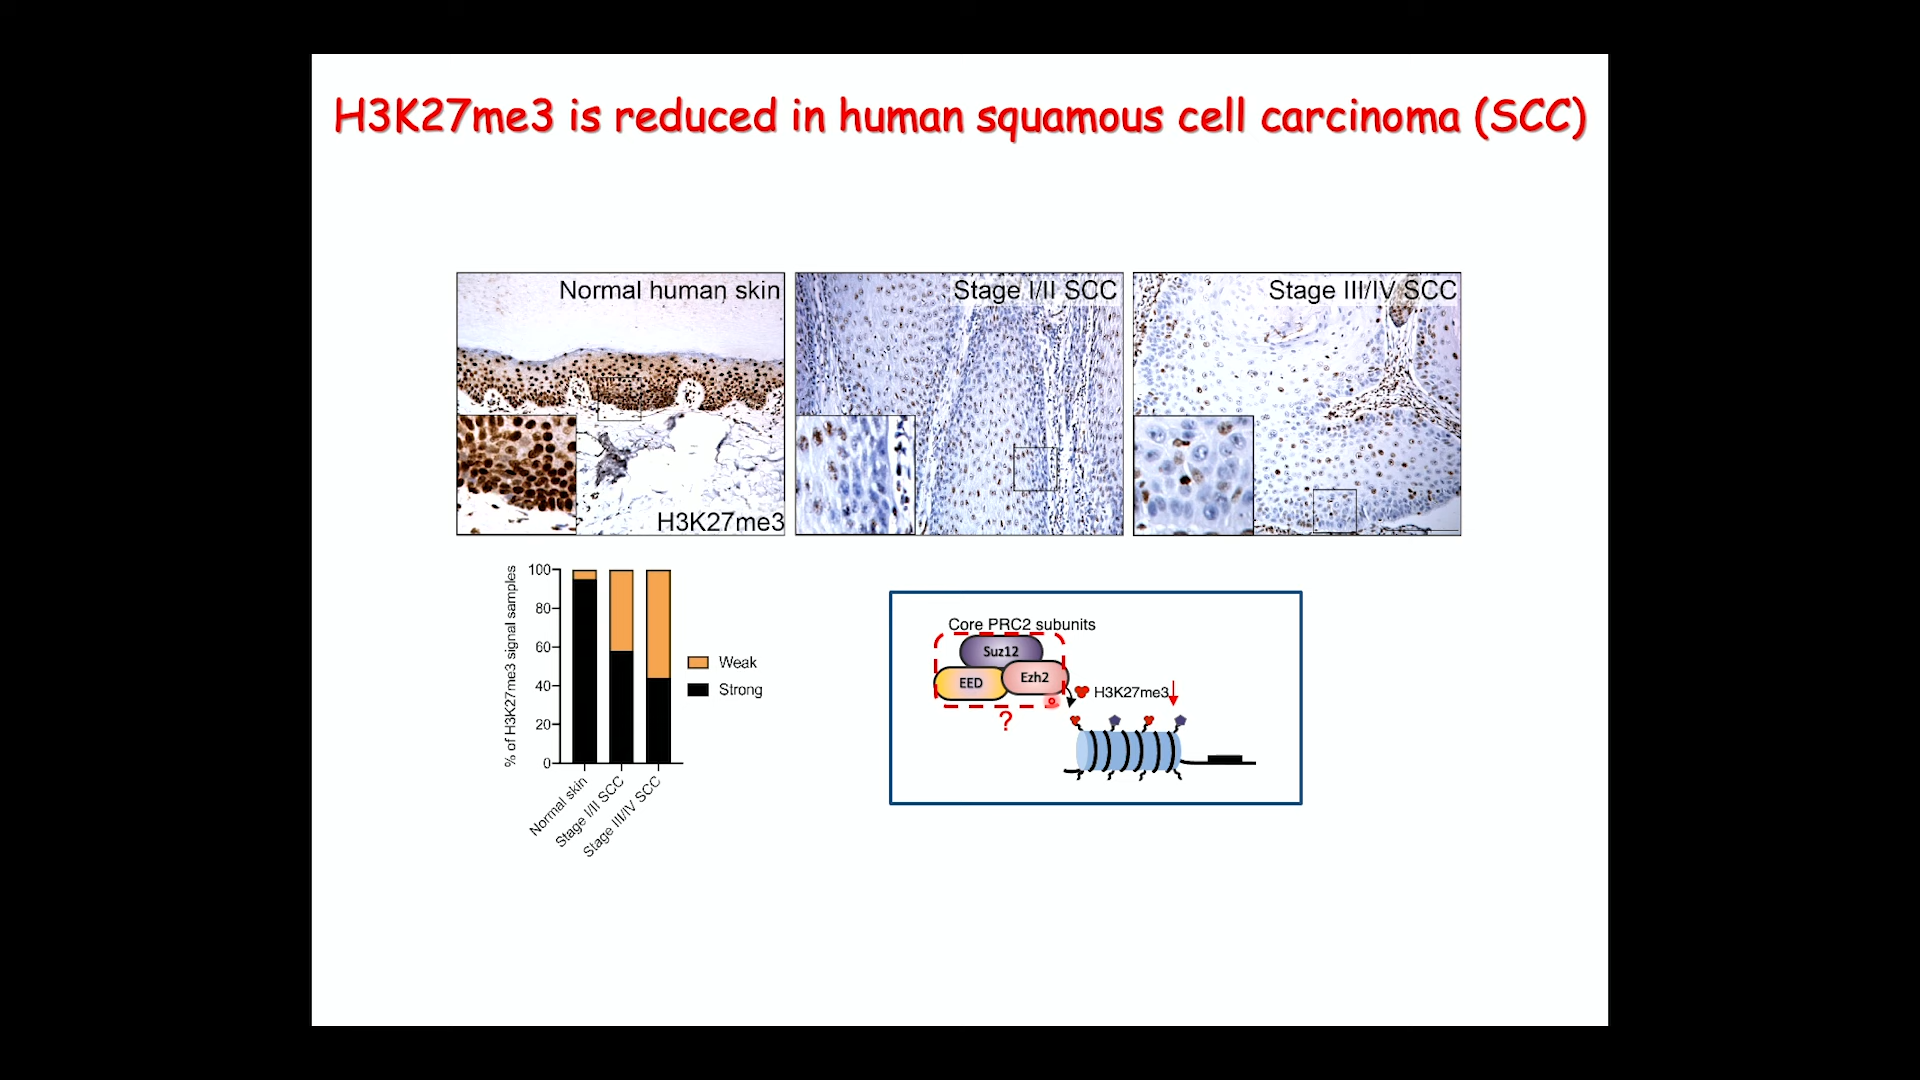 H3K27me3 is reduced in human squamous cell carcinoma (SCC)
Normal human skin
H3K27me3
Stage I/II SCC
Stage III/IV SCC
% of H3K27me3 signal samples
100
80
60
40
20
0
Normal skin
Stage I/II SCC
Stage III/IV SCC
Weak
Strong
Core PRC2 subunits
Suz12
EED
Ezh2
?
H3K27me3